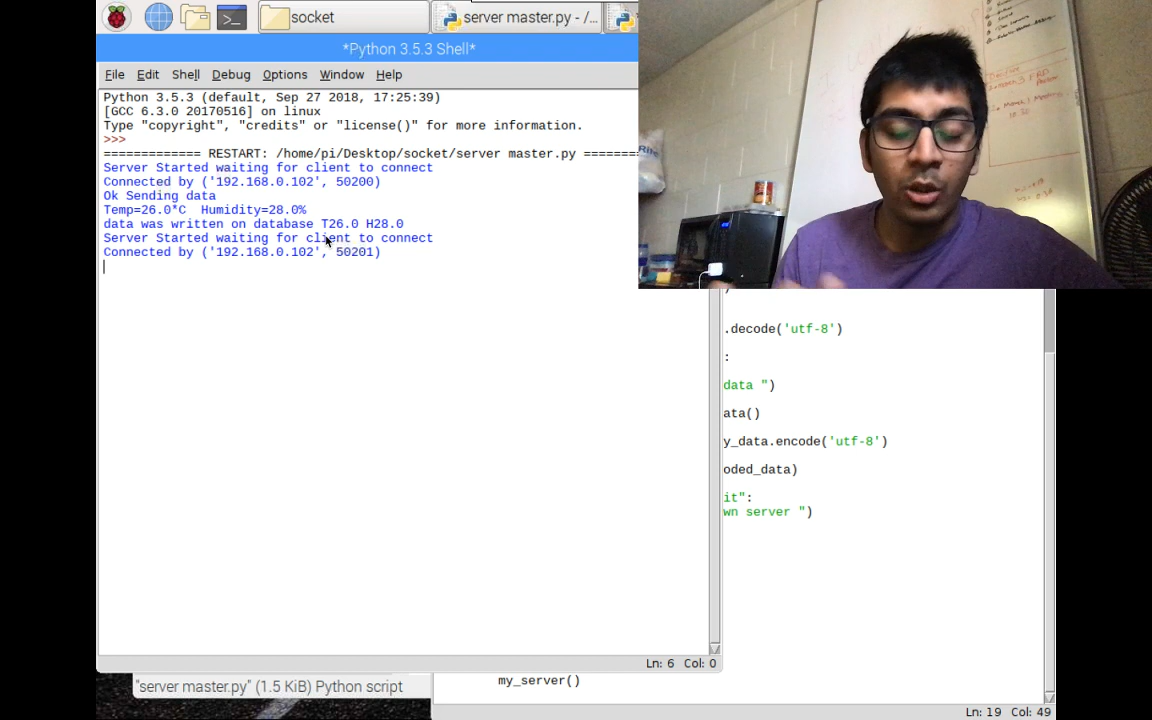 socket
server master.py - /...
*Python 3.5.3 Shell*
File Edit Shell Debug Options Window Help
Python 3.5.3 (default, Sep 27 2018, 17:25:39)
[GCC 6.3.0 20170516] on linux
Type "copyright", "credits" or "license()" for more information.
>>>
============= RESTART: /home/pi/Desktop/socket/server master.py ========
Server Started waiting for client to connect
Connected by ('192.168.0.102', 50200)
Ok Sending data
Temp=26.0*C  Humidity=28.0%
data was written on database T26.0 H28.0
Server Started waiting for client to connect
Connected by ('192.168.0.102', 50201)
.decode('utf-8')
:
data ")
ata()
y_data.encode('utf-8')
oded_data)
it":
wn server ")
Ln: 6 Col: 0
"server master.py" (1.5 KiB) Python script
my_server()
Ln: 19 Col: 49